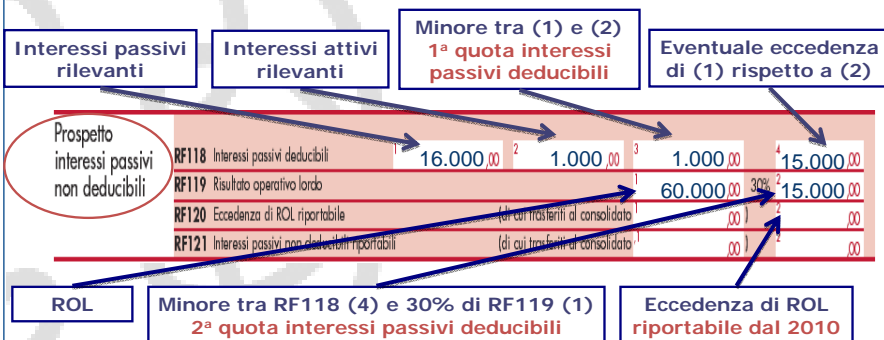 Minore tra (1) e (2)
1ª quota interessi
passivi deducibili
Interessi passivi
rilevanti
Interessi attivi
rilevanti
Eventuale eccedenza
di (1) rispetto a (2)
Prospetto
interessi passivi
non deducibili
RF118 Interessi passivi deducibili 1 16.000,00 2 1.000,00 3 1.000,00 4 15.000,00
RF119 Risultato operativo lordo 1 60.000,00 30% 2 15.000,00
RF120 Eccedenza di ROL riportabile (di cui trasferiti al consolidato 1 ,00 ) 2 ,00
RF121 Interessi passivi non deducibili riportabili (di cui trasferiti al consolidato 1 ,00 ) 2 ,00
ROL
Minore tra RF118 (4) e 30% di RF119 (1)
2ª quota interessi passivi deducibili
Eccedenza di ROL
riportabile dal 2010